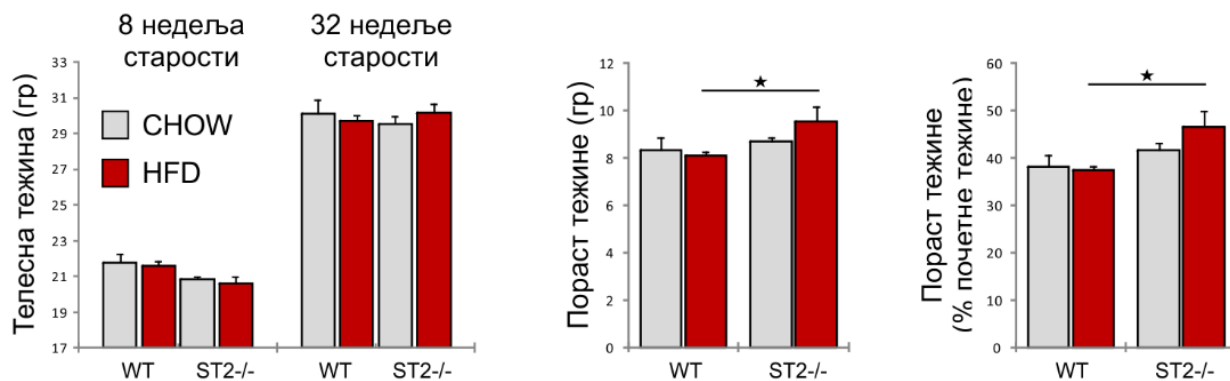 8 недеља
старости
32 недеље
старости
Телесна тежина (гр)
33
31
29
27
25
23
21
19
17
CHOW
HFD
WT
ST2-/-
WT
ST2-/-
Пораст тежине (гр)
12
10
8
6
4
2
0
★
WT
ST2-/-
Пораст тежине
(% почетне тежине)
60
50
40
30
20
10
0
★
WT
ST2-/-